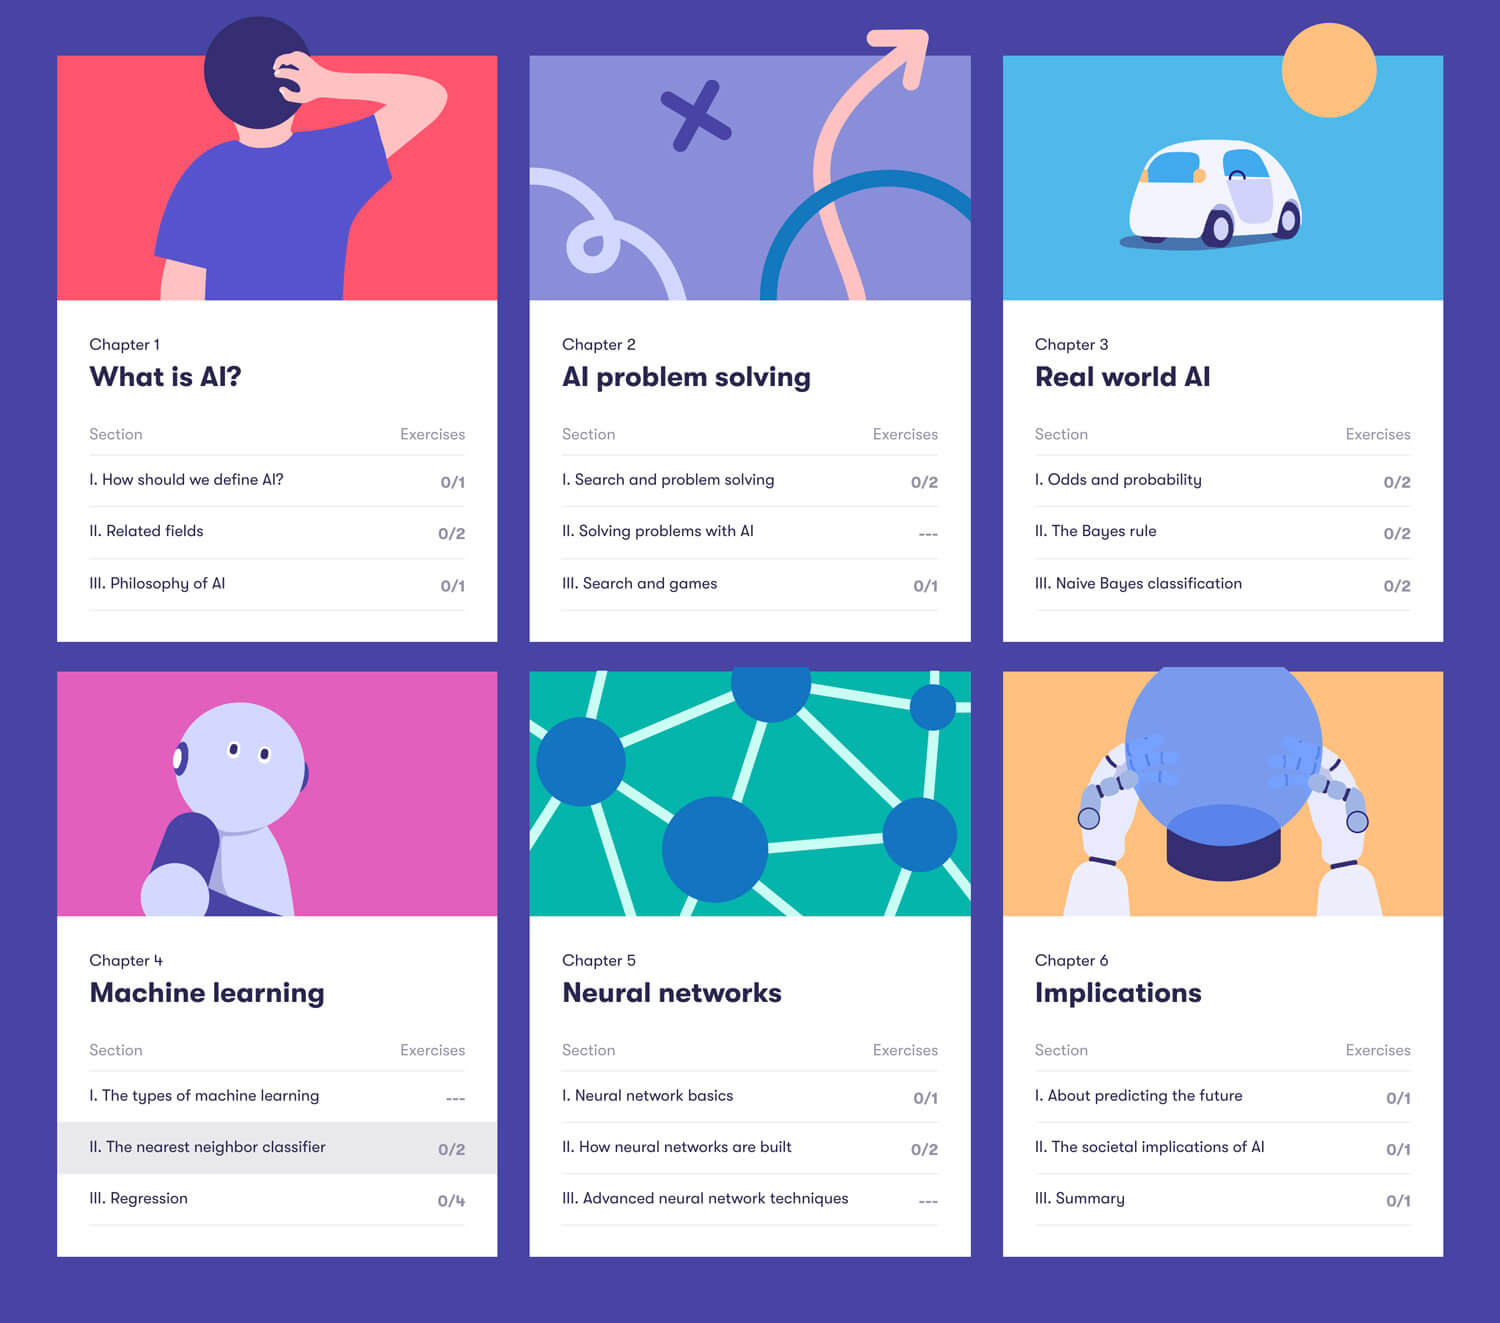 Chapter 1
What is AI?
Section Exercises
I. How should we define AI? 0/1
II. Related fields 0/2
III. Philosophy of AI 0/1
Chapter 2
AI problem solving
Section Exercises
I. Search and problem solving 0/2
II. Solving problems with AI ---
III. Search and games 0/1
Chapter 3
Real world AI
Section Exercises
I. Odds and probability 0/2
II. The Bayes rule 0/2
III. Naive Bayes classification 0/2
Chapter 4
Machine learning
Section Exercises
I. The types of machine learning ---
II. The nearest neighbor classifier 0/2
III. Regression 0/4
Chapter 5
Neural networks
Section Exercises
I. Neural network basics 0/1
II. How neural networks are built 0/2
III. Advanced neural network techniques ---
Chapter 6
Implications
Section Exercises
I. About predicting the future 0/1
II. The societal implications of AI 0/1
III. Summary 0/1